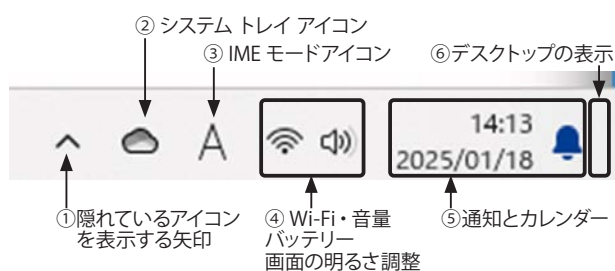 ② システム トレイ アイコン
③ IME モードアイコン
⑥デスクトップの表示
A
14:13
2025/01/18
①隠れているアイコン
を表示する矢印
④ Wi-Fi・音量
バッテリー
画面の明るさ調整
⑤通知とカレンダー